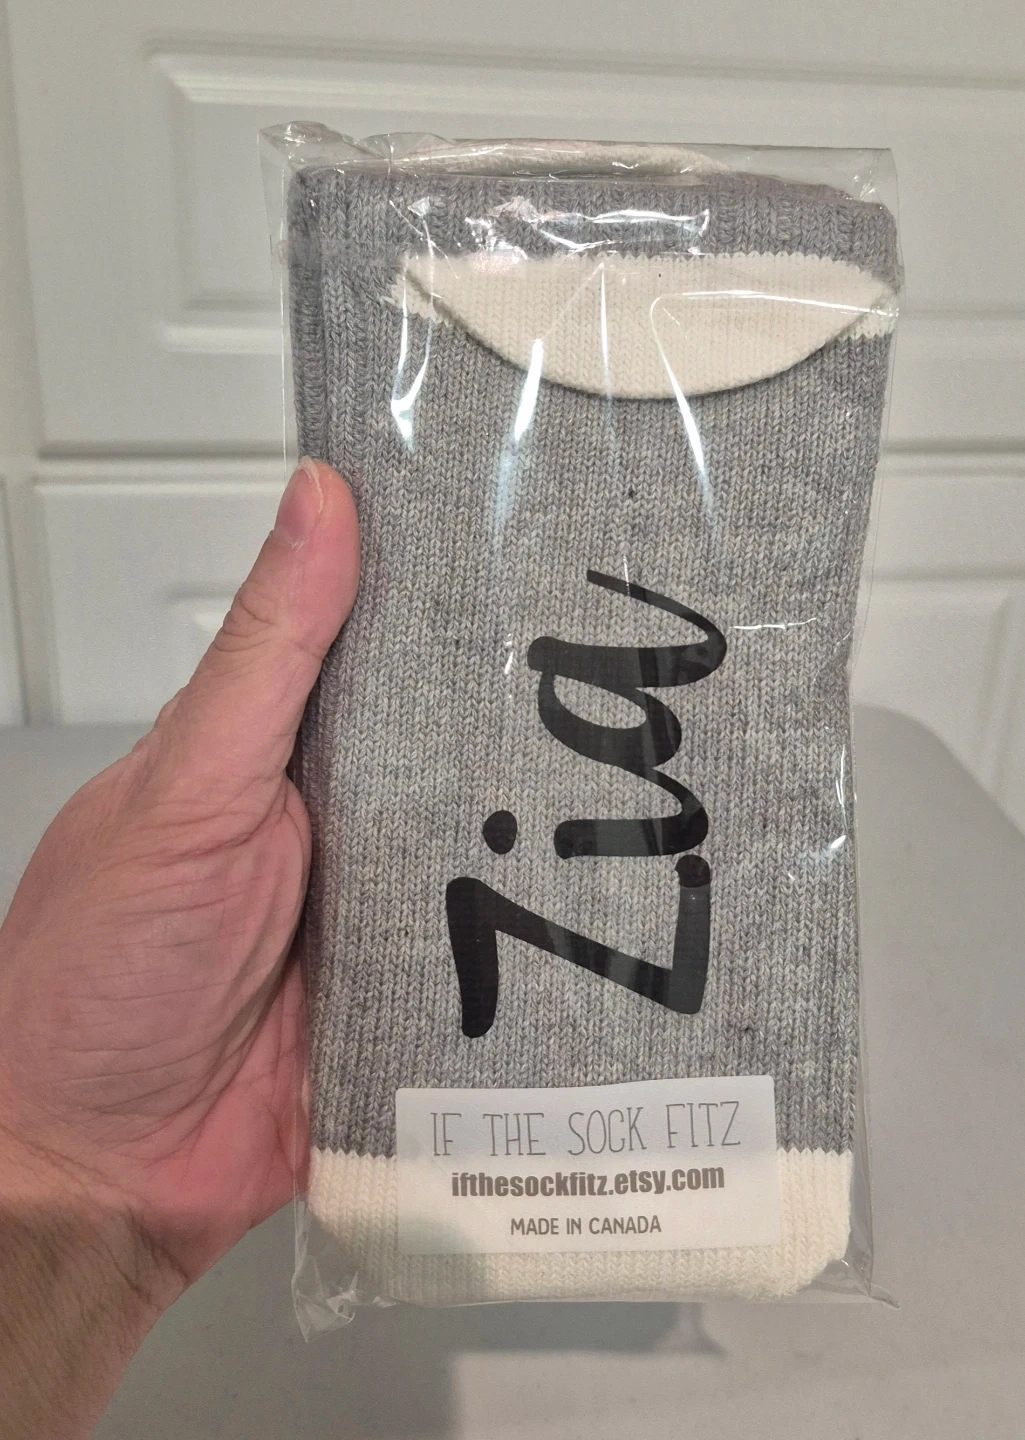 Zia
IF THE SOCK FITZ
ifthesockfitz.etsy.com
MADE IN CANADA